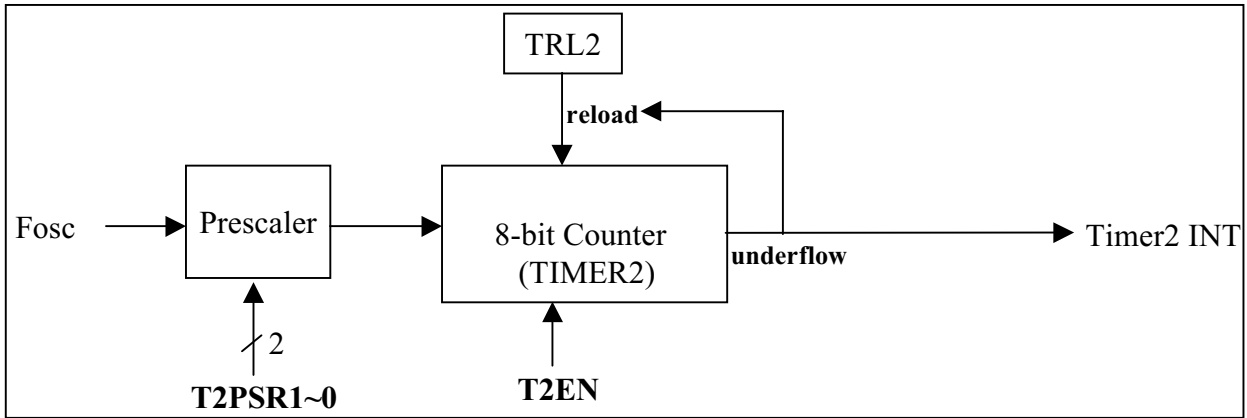 TRL2
reload
Fosc
Prescaler
8-bit Counter
(TIMER2)
underflow
Timer2 INT
2
T2PSR1~0
T2EN